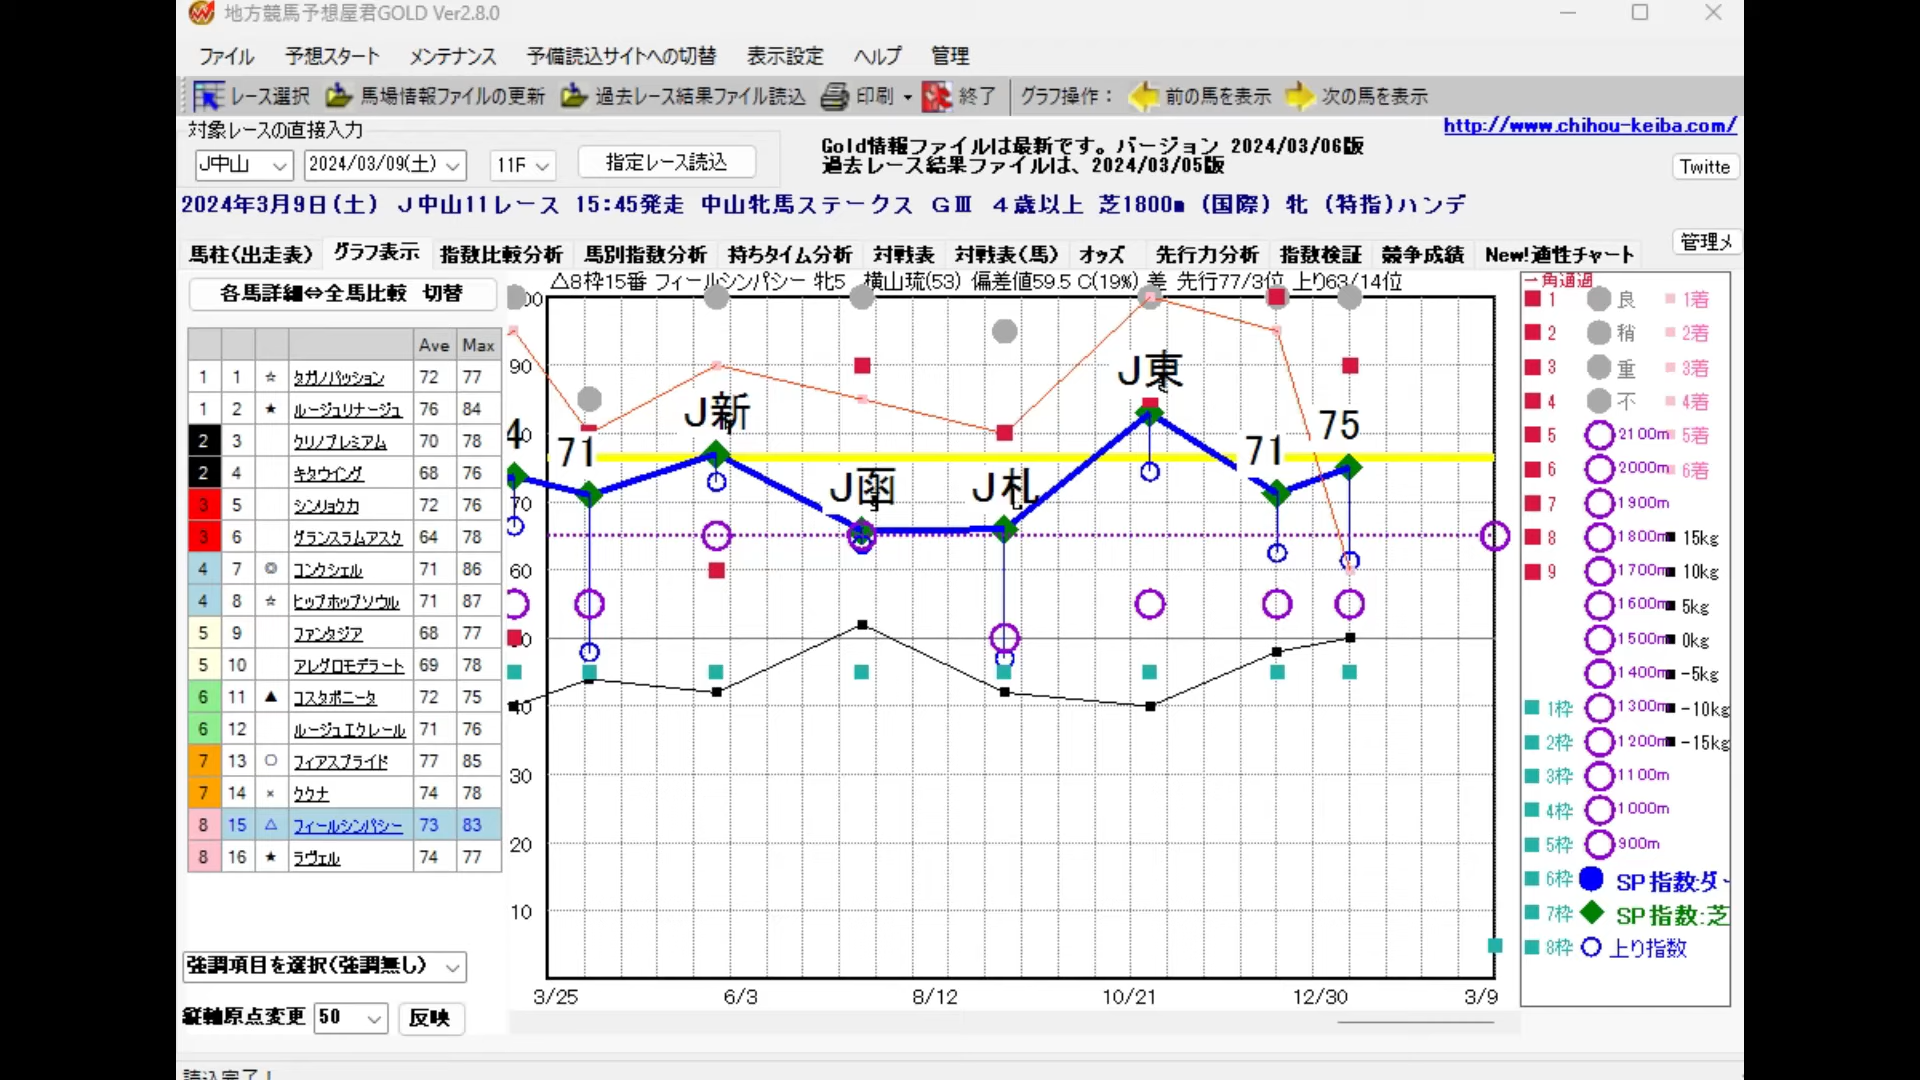 地方競馬予想屋君GOLD Ver2.8.0
ファイル 予想スタート メンテナンス 予備読込サイトへの切替 表示設定 ヘルプ 管理
レース選択 馬場情報ファイルの更新 過去レース結果ファイル読込 印刷 終了 グラフ操作： 前の馬を表示 次の馬を表示
対象レースの直接入力
http://www.chihou-keiba.com/
J中山 2024/03/09(土) 11F 指定レース読込
Gold情報ファイルは最新です。バージョン 2024/03/06版
過去レース結果ファイルは、2024/03/05版
Twitte
2024年3月9日(土) J中山11レース 15:45発走 中山牝馬ステークス GⅢ 4歳以上 芝1800m (国際) 牝 (特指)ハンデ
管理メ
馬柱(出走表) グラフ表示 指数比較分析 馬別指数分析 持ちタイム分析 対戦表 対戦表(馬) オッズ 先行力分析 指数検証 競争成績 New!適性チャート
各馬詳細⇔全馬比較 切替
△8枠15番 フィールシンパシー 牝5 横山琉(53) 偏差値59.5 C(19%) 差 先行77/3位 上り63/14位
Ave Max
1 1 ☆ タガノパッション 72 77
1 2 ★ ルージュリナージュ 76 84
2 3 クリノプレミアム 70 78
2 4 キタウイング 68 76
3 5 シンリョクカ 72 76
3 6 グランスラムアスク 64 78
4 7 ◎ コンクシェル 71 86
4 8 ☆ ヒップホップソウル 71 87
5 9 ファンタジア 68 77
5 10 アレグロモデラート 69 78
6 11 ▲ コスタボニータ 72 75
6 12 ルージュエクレール 71 76
7 13 ○ フィアスプライド 77 85
7 14 × ククナ 74 78
8 15 △ フィールシンパシー 73 83
8 16 ★ ラヴェル 74 77
強調項目を選択(強調無し)
縦軸原点変更 50 反映
00
90
70
60
40
30
20
10
4
71
J新
J函
J札
J東
71
75
3/25 6/3 8/12 10/21 12/30 3/9
一角通過
1 良 1着
2 稍 2着
3 重 3着
4 不 4着
5 2100m 5着
6 2000m 6着
7 1900m
8 1800m 15kg
9 1700m 10kg
1600m 5kg
1500m 0kg
1400m -5kg
1枠 1300m -10kg
2枠 1200m -15kg
3枠 1100m
4枠 1000m
5枠 900m
6枠 SP指数:ダ
7枠 SP指数:芝
8枠 上り指数
読込完了！